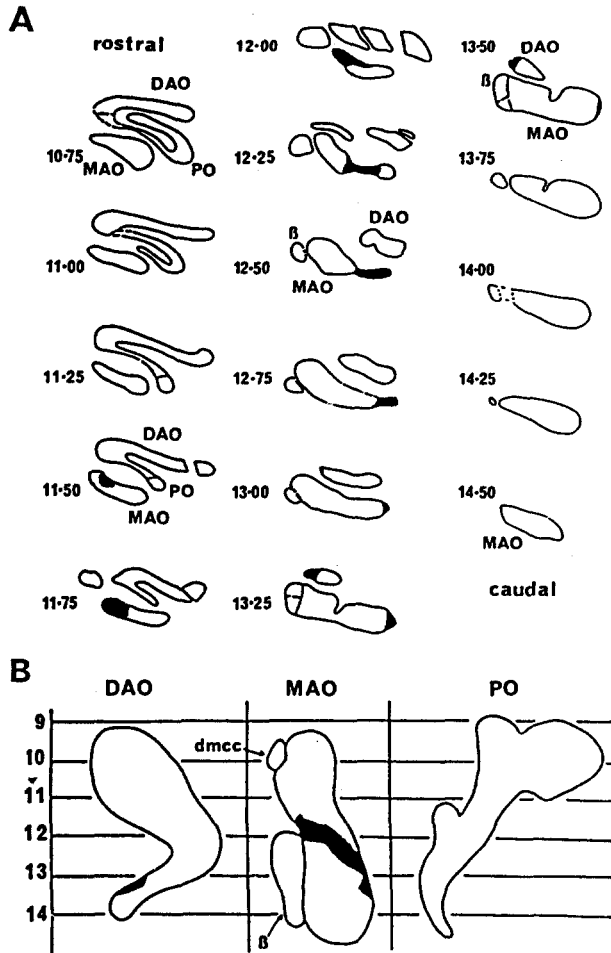 A
rostral
DAO
10·75
MAO
PO
11·00
11·25
DAO
11·50
PO
MAO
11·75
12·00
12·25
ß
DAO
12·50
MAO
12·75
13·00
13·25
13·50
DAO
ß
MAO
13·75
14·00
14·25
14·50
MAO
caudal
B
DAO MAO PO
9
dmcc
10
11
12
13
14
ß